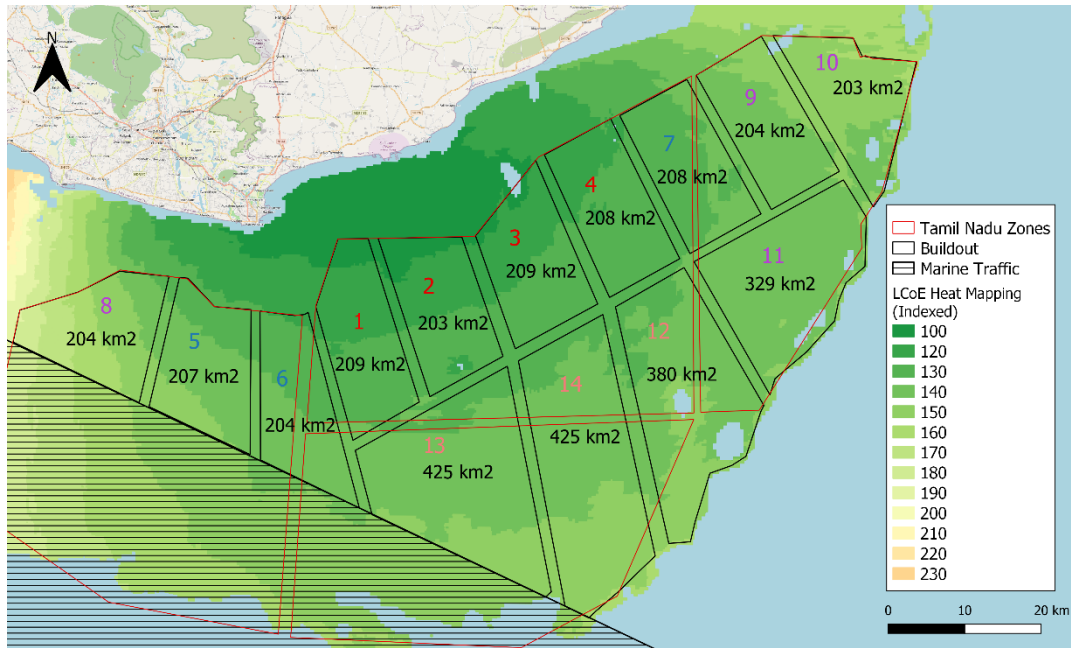 N
10
203 km2
9
204 km2
7
208 km2
4
208 km2
3
209 km2
2
203 km2
1
209 km2
8
204 km2
5
207 km2
6
204 km2
11
329 km2
12
380 km2
14
425 km2
13
425 km2
Tamil Nadu Zones
Buildout
Marine Traffic
LCoE Heat Mapping
(Indexed)
100
120
130
140
150
160
170
180
190
200
210
220
230
0 10 20 km